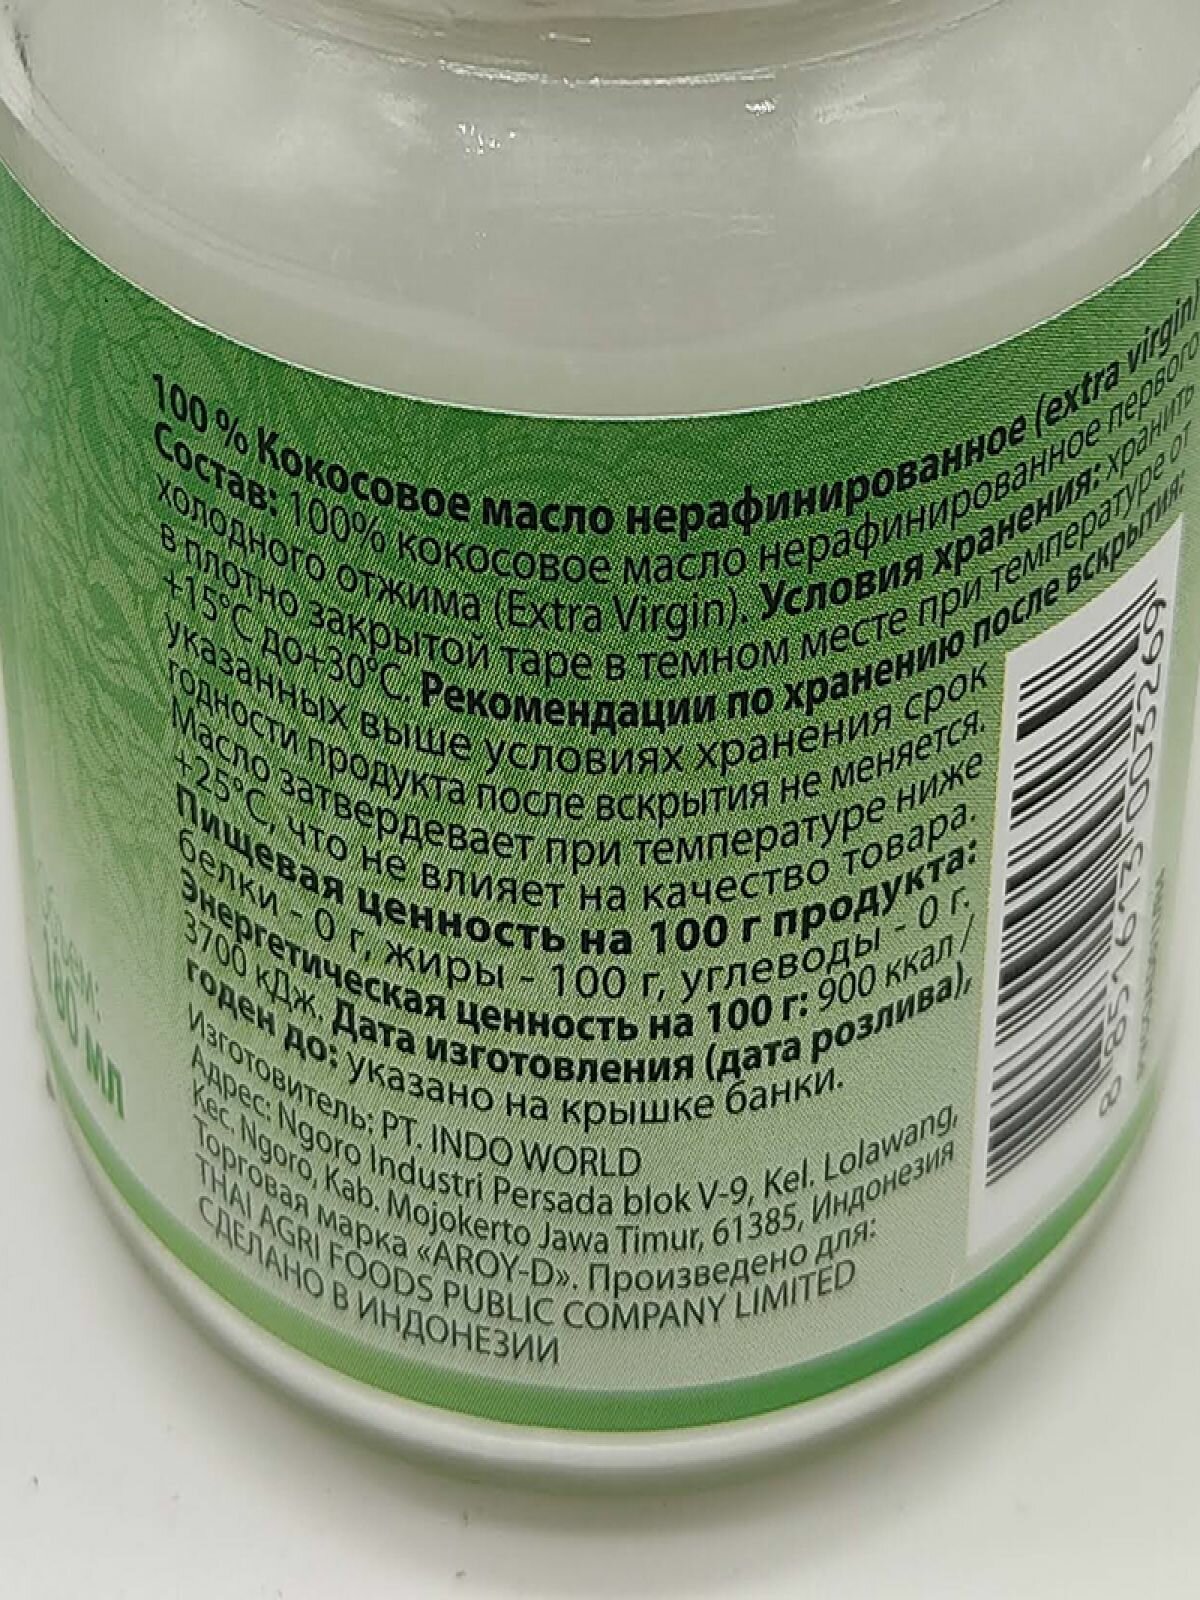 100 % Кокосовое масло нерафинированное (extra virgin)
Состав: 100% кокосовое масло нерафинированное первого
холодного отжима (Extra Virgin). Условия хранения: хранить
в плотно закрытой таре в темном месте при температуре от
+15°С до+30°С. Рекомендации по хранению после вскрытия:
указанных выше условиях хранения срок
годности продукта после вскрытия не меняется.
Масло затвердевает при температуре ниже
+25°С, что не влияет на качество товара.
Пищевая ценность на 100 г продукта:
белки - 0 г, жиры - 100 г, углеводы - 0 г.
Энергетическая ценность на 100 г: 900 ккал /
3700 кДж. Дата изготовления (дата розлива),
годен до: указано на крышке банки.
Изготовитель: PT. INDO WORLD
Адрес: Ngoro Industri Persada blok V-9, Kel. Lolawang,
Kec. Ngoro, Kab. Mojokerto Jawa Timur, 61385, Индонезия
Торговая марка «AROY-D». Произведено для:
THAI AGRI FOODS PUBLIC COMPANY LIMITED
СДЕЛАНО В ИНДОНЕЗИИ
Объем:
180 мл
8 851613 003269